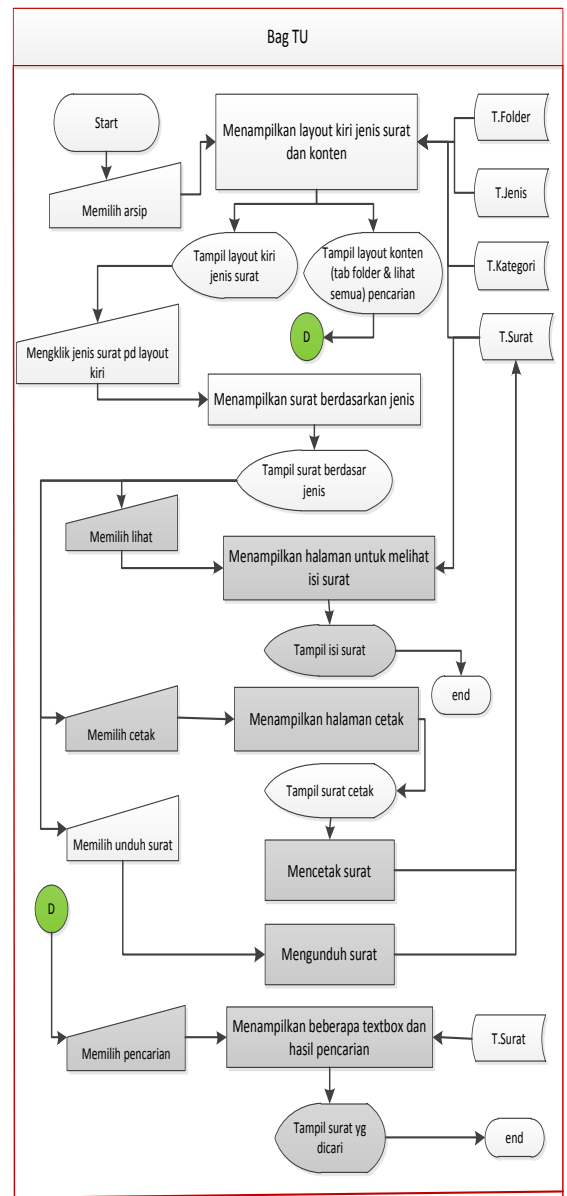 Bag TU
Start
Menampilkan layout kiri jenis surat
dan konten
T.Folder
Memilih arsip
T.Jenis
Tampil layout kiri
jenis surat
Tampil layout konten
(tab folder & lihat
semua) pencarian
T.Kategori
D
T.Surat
Mengklik jenis surat pd layout
kiri
Menampilkan surat berdasarkan jenis
Tampil surat berdasar
jenis
Memilih lihat
Menampilkan halaman untuk melihat
isi surat
Tampil isi surat
end
Memilih cetak
Menampilkan halaman cetak
Tampil surat cetak
Memilih unduh surat
Mencetak surat
D
Mengunduh surat
Memilih pencarian
Menampilkan beberapa textbox dan
hasil pencarian
T.Surat
Tampil surat yg
dicari
end